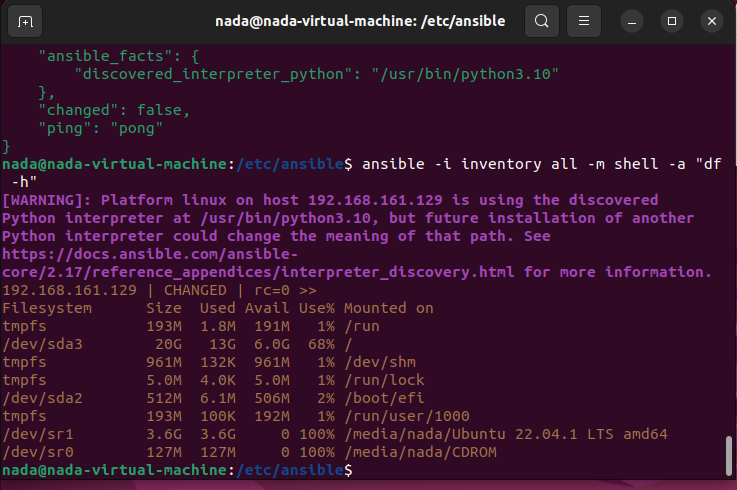 nada@nada-virtual-machine: /etc/ansible
    "ansible_facts": {
        "discovered_interpreter_python": "/usr/bin/python3.10"
    },
    "changed": false,
    "ping": "pong"
}
nada@nada-virtual-machine:/etc/ansible$ ansible -i inventory all -m shell -a "df
 -h"
[WARNING]: Platform linux on host 192.168.161.129 is using the discovered
Python interpreter at /usr/bin/python3.10, but future installation of another
Python interpreter could change the meaning of that path. See
https://docs.ansible.com/ansible-
core/2.17/reference_appendices/interpreter_discovery.html for more information.
192.168.161.129 | CHANGED | rc=0 >>
Filesystem      Size  Used Avail Use% Mounted on
tmpfs           193M  1.8M  191M   1% /run
/dev/sda3        20G   13G  6.0G  68% /
tmpfs           961M  132K  961M   1% /dev/shm
tmpfs           5.0M  4.0K  5.0M   1% /run/lock
/dev/sda2       512M  6.1M  506M   2% /boot/efi
tmpfs           193M  100K  192M   1% /run/user/1000
/dev/sr1        3.6G  3.6G     0 100% /media/nada/Ubuntu 22.04.1 LTS amd64
/dev/sr0        127M  127M     0 100% /media/nada/CDROM
nada@nada-virtual-machine:/etc/ansible$